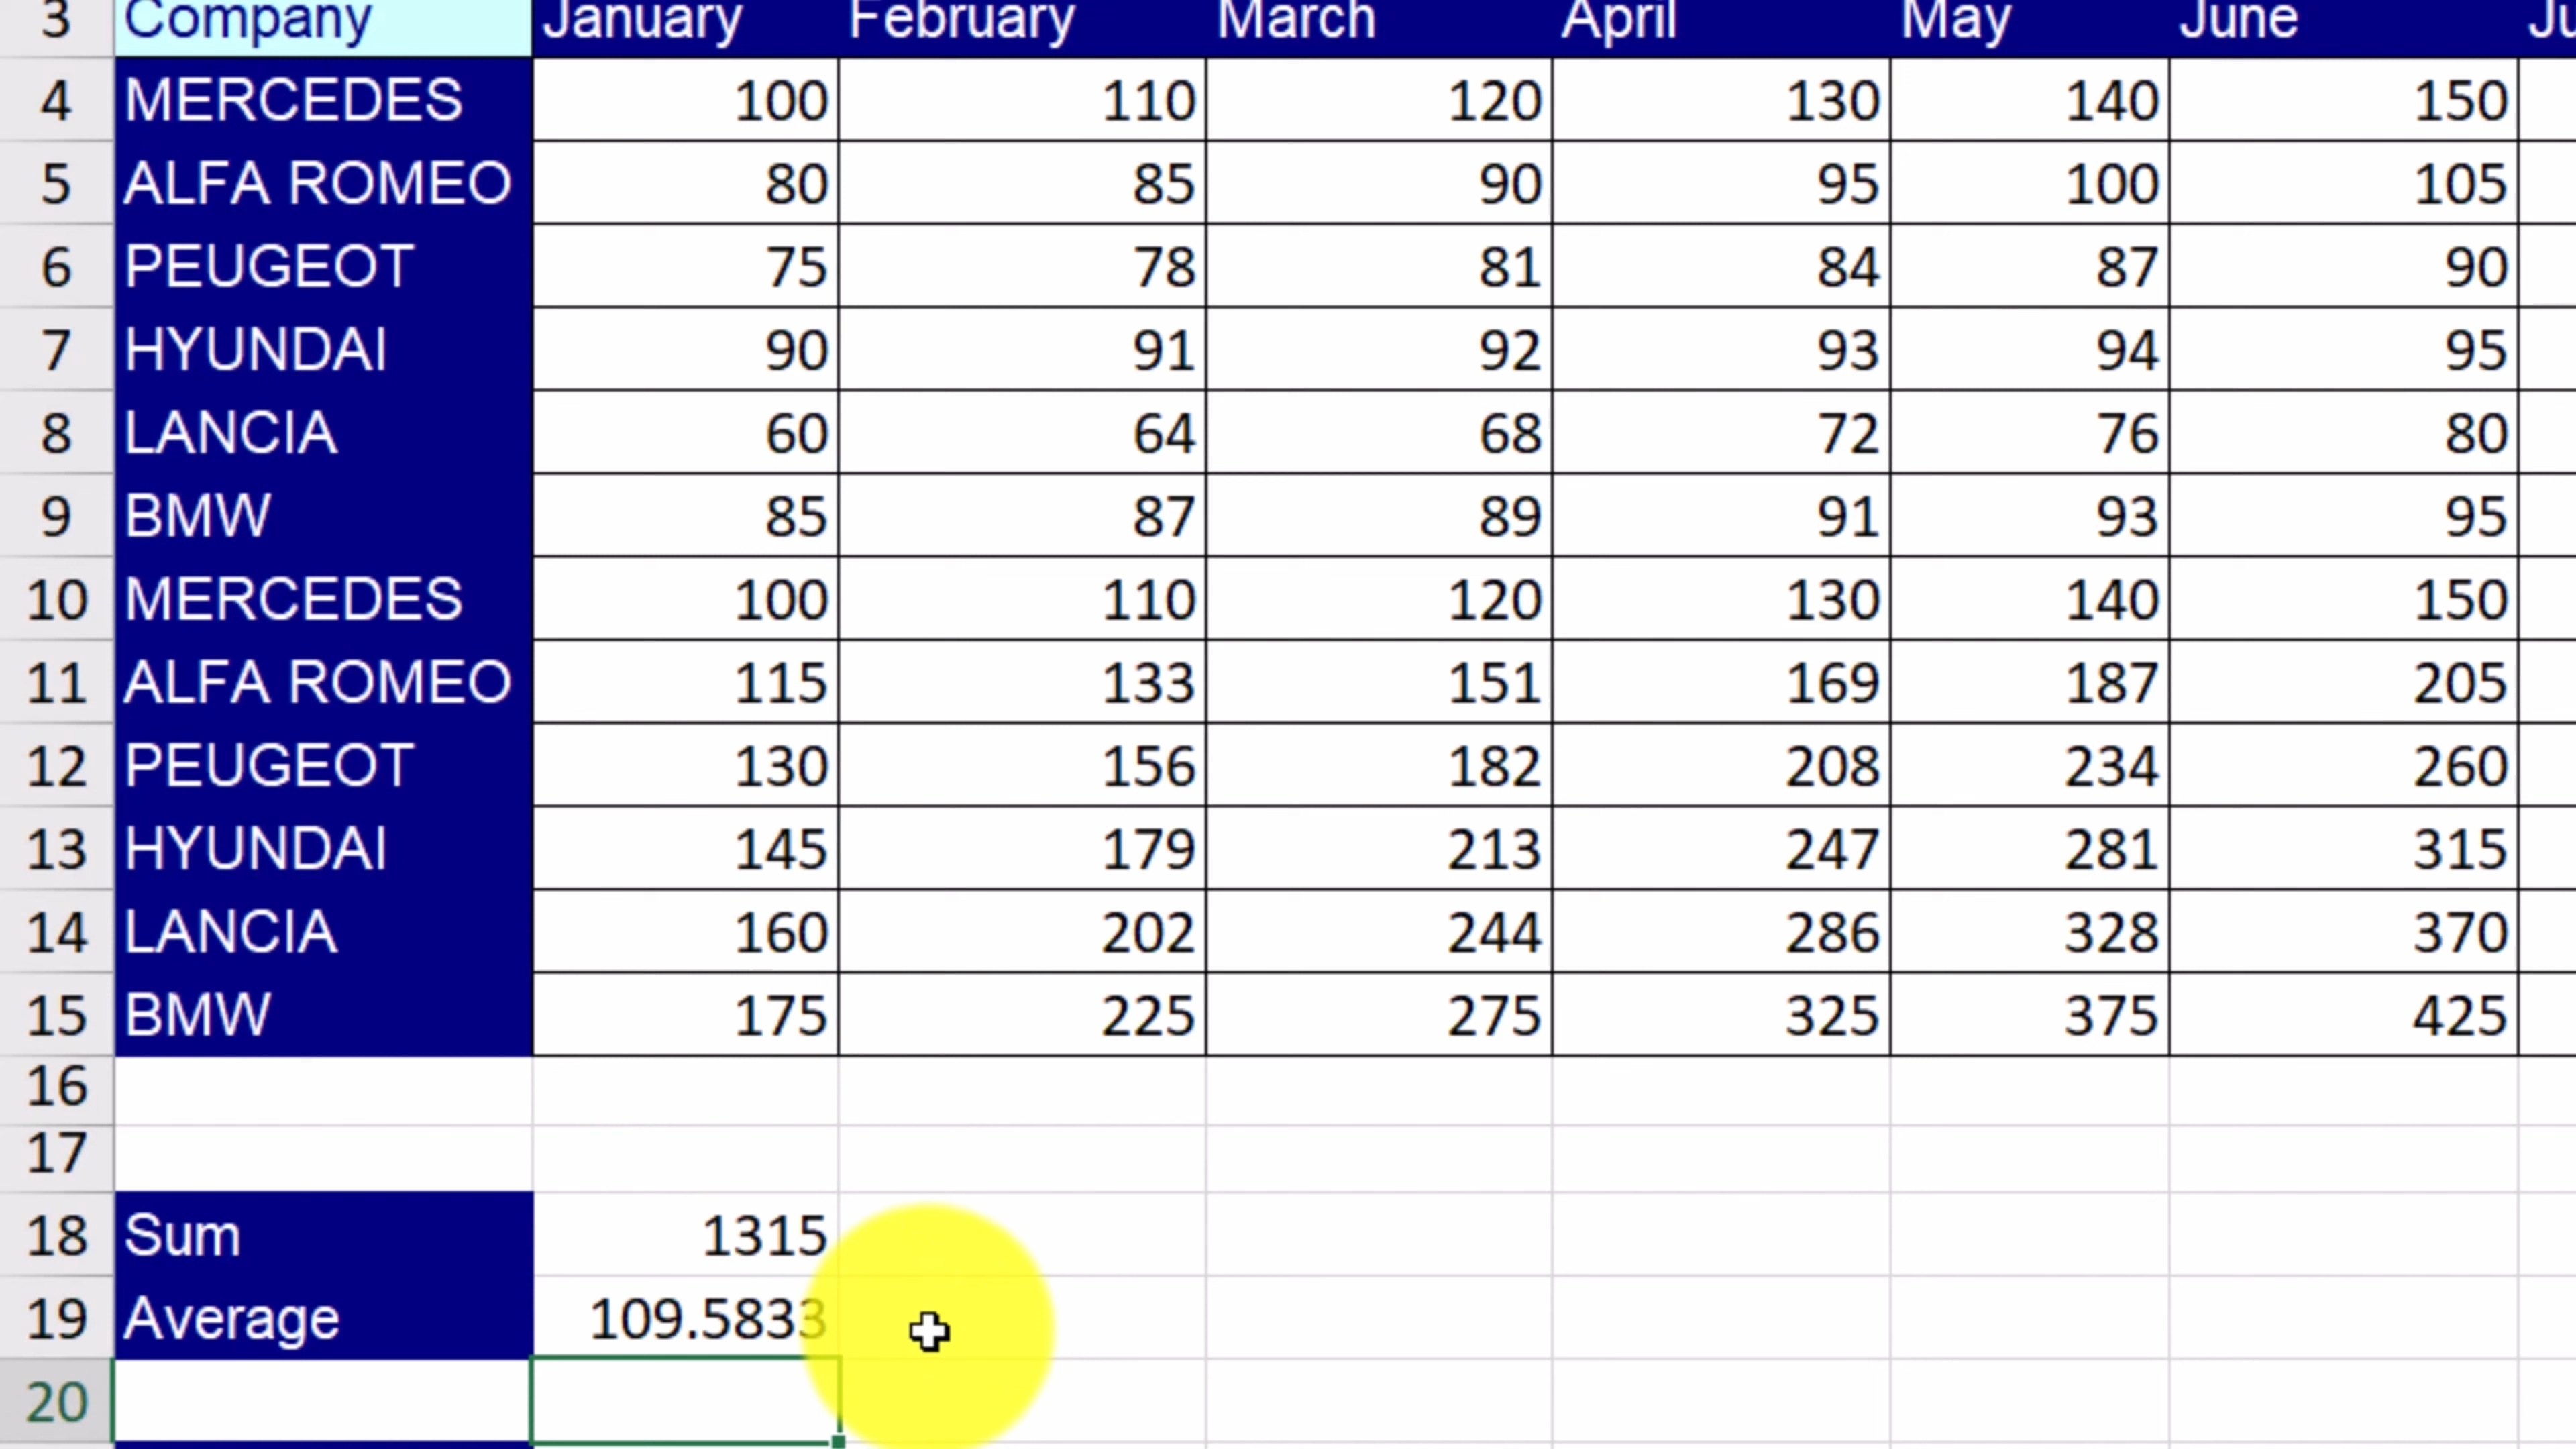 3 Company January February March April May June Ju
4 MERCEDES 100 110 120 130 140 150
5 ALFA ROMEO 80 85 90 95 100 105
6 PEUGEOT 75 78 81 84 87 90
7 HYUNDAI 90 91 92 93 94 95
8 LANCIA 60 64 68 72 76 80
9 BMW 85 87 89 91 93 95
10 MERCEDES 100 110 120 130 140 150
11 ALFA ROMEO 115 133 151 169 187 205
12 PEUGEOT 130 156 182 208 234 260
13 HYUNDAI 145 179 213 247 281 315
14 LANCIA 160 202 244 286 328 370
15 BMW 175 225 275 325 375 425
16
17
18 Sum 1315
19 Average 109.5833
20